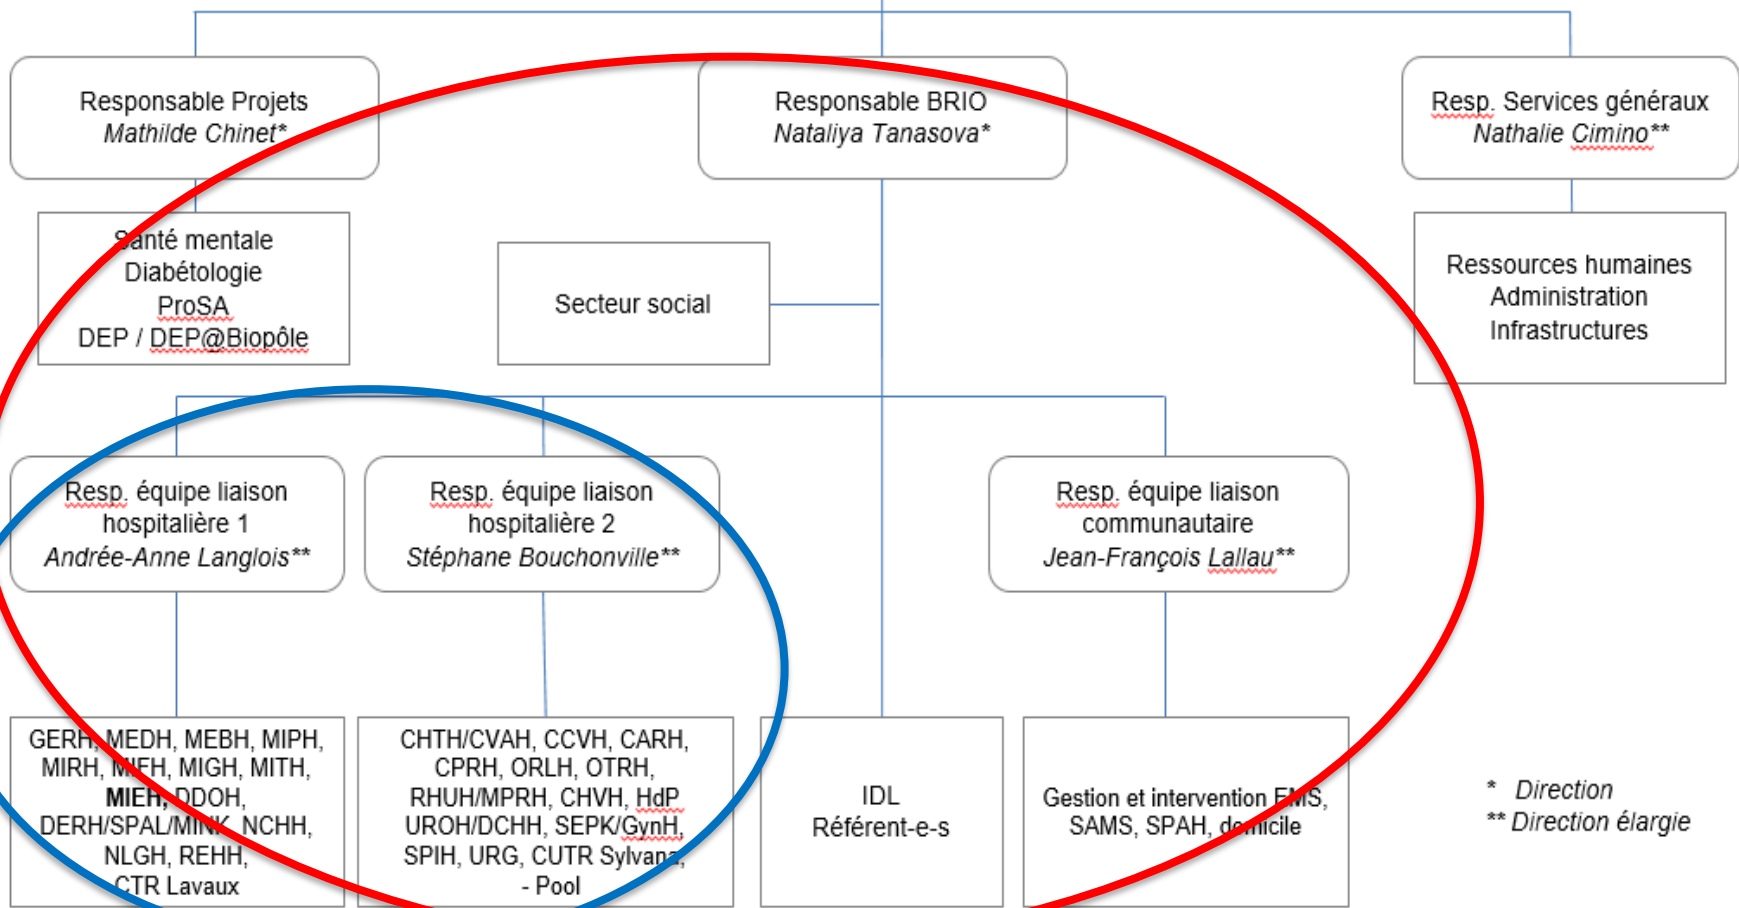 Responsable Projets
Mathilde Chinet*
Responsable BRIO
Nataliya Tanasova*
Resp. Services généraux
Nathalie Cimino**
Santé mentale
Diabétologie
ProSA
DEP / DEP@Biopôle
Secteur social
Ressources humaines
Administration
Infrastructures
Resp. équipe liaison
hospitalière 1
Andrée-Anne Langlois**
Resp. équipe liaison
hospitalière 2
Stéphane Bouchonville**
Resp. équipe liaison
communautaire
Jean-François Lallau**
GERH, MEDH, MEBH, MIPH,
MIRH, MIFH, MIGH, MITH,
MIEH, DDOH,
DERH/SPAL/MINK, NCHH,
NLGH, REHH,
CTR Lavaux
CHTH/CVAH, CCVH, CARH,
CPRH, ORLH, OTRH,
RHUH/MPRH, CHVH, HdP
UROH/DCHH, SEPK/GynH,
SPIH, URG, CUTR Sylvana,
- Pool
IDL
Référent-e-s
Gestion et intervention EMS,
SAMS, SPAH, domicile
* Direction
** Direction élargie